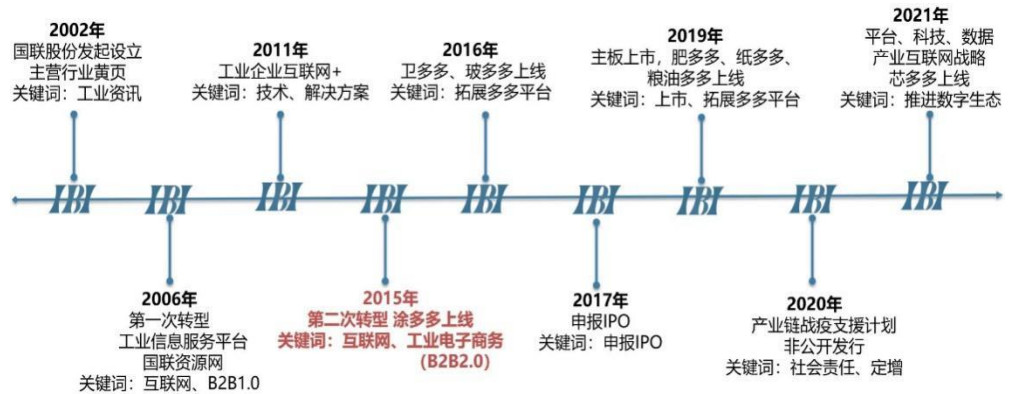 2002年
国联股份发起设立
主营行业黄页
关键词：工业资讯
2011年
工业企业互联网+
关键词：技术、解决方案
2016年
卫多多、玻多多上线
关键词：拓展多多平台
2019年
主板上市，肥多多、纸多多、
粮油多多上线
关键词：上市、拓展多多平台
2021年
平台、科技、数据
产业互联网战略
芯多多上线
关键词：推进数字生态
2006年
第一次转型
工业信息服务平台
国联资源网
关键词：互联网、B2B1.0
2015年
第二次转型 涂多多上线
关键词：互联网、工业电子商务
（B2B2.0）
2017年
申报IPO
关键词：申报IPO
2020年
产业链战疫支援计划
非公开发行
关键词：社会责任、定增